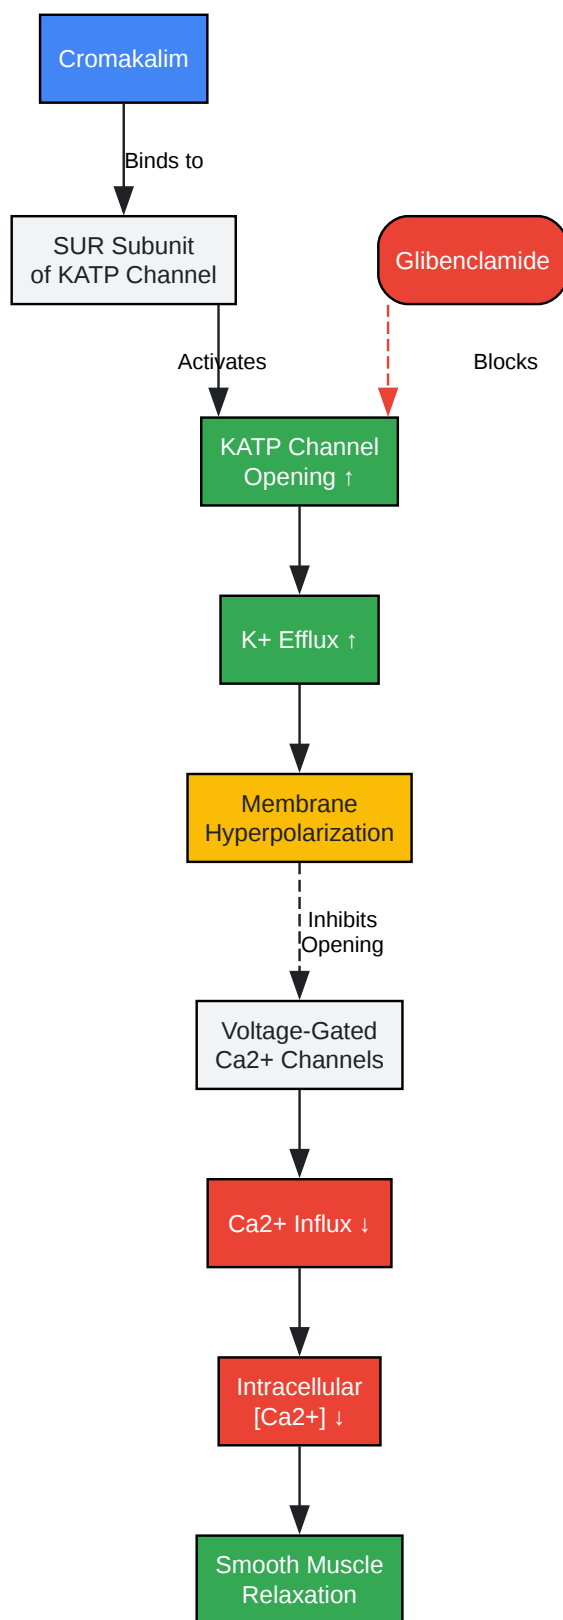 Cromakalim
Binds to
SUR Subunit
of KATP Channel
Glibenclamide
Activates
Blocks
KATP Channel
Opening ↑
K+ Efflux ↑
Membrane
Hyperpolarization
Inhibits
Opening
Voltage-Gated
Ca2+ Channels
Ca2+ Influx ↓
Intracellular
[Ca2+] ↓
Smooth Muscle
Relaxation